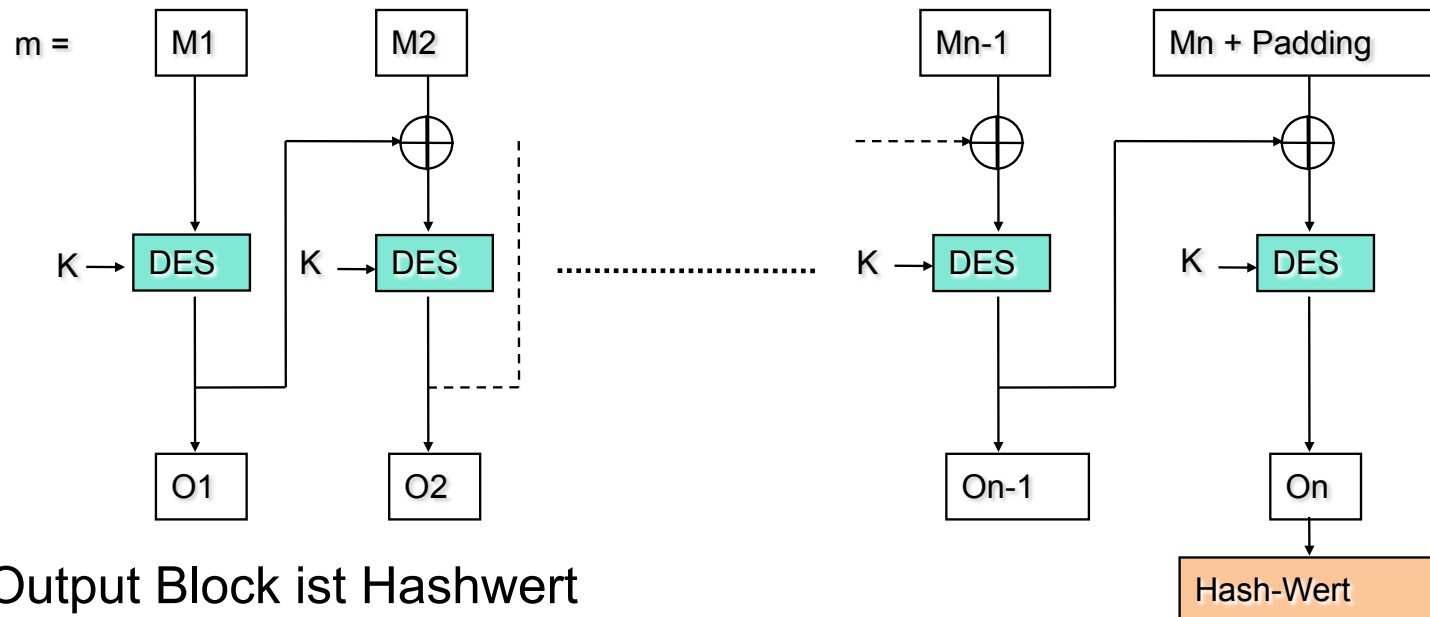 m = M1 M2 Mn-1 Mn + Padding
K DES K DES K DES K DES
O1 O2 On-1 On
Output Block ist Hashwert
Hash-Wert